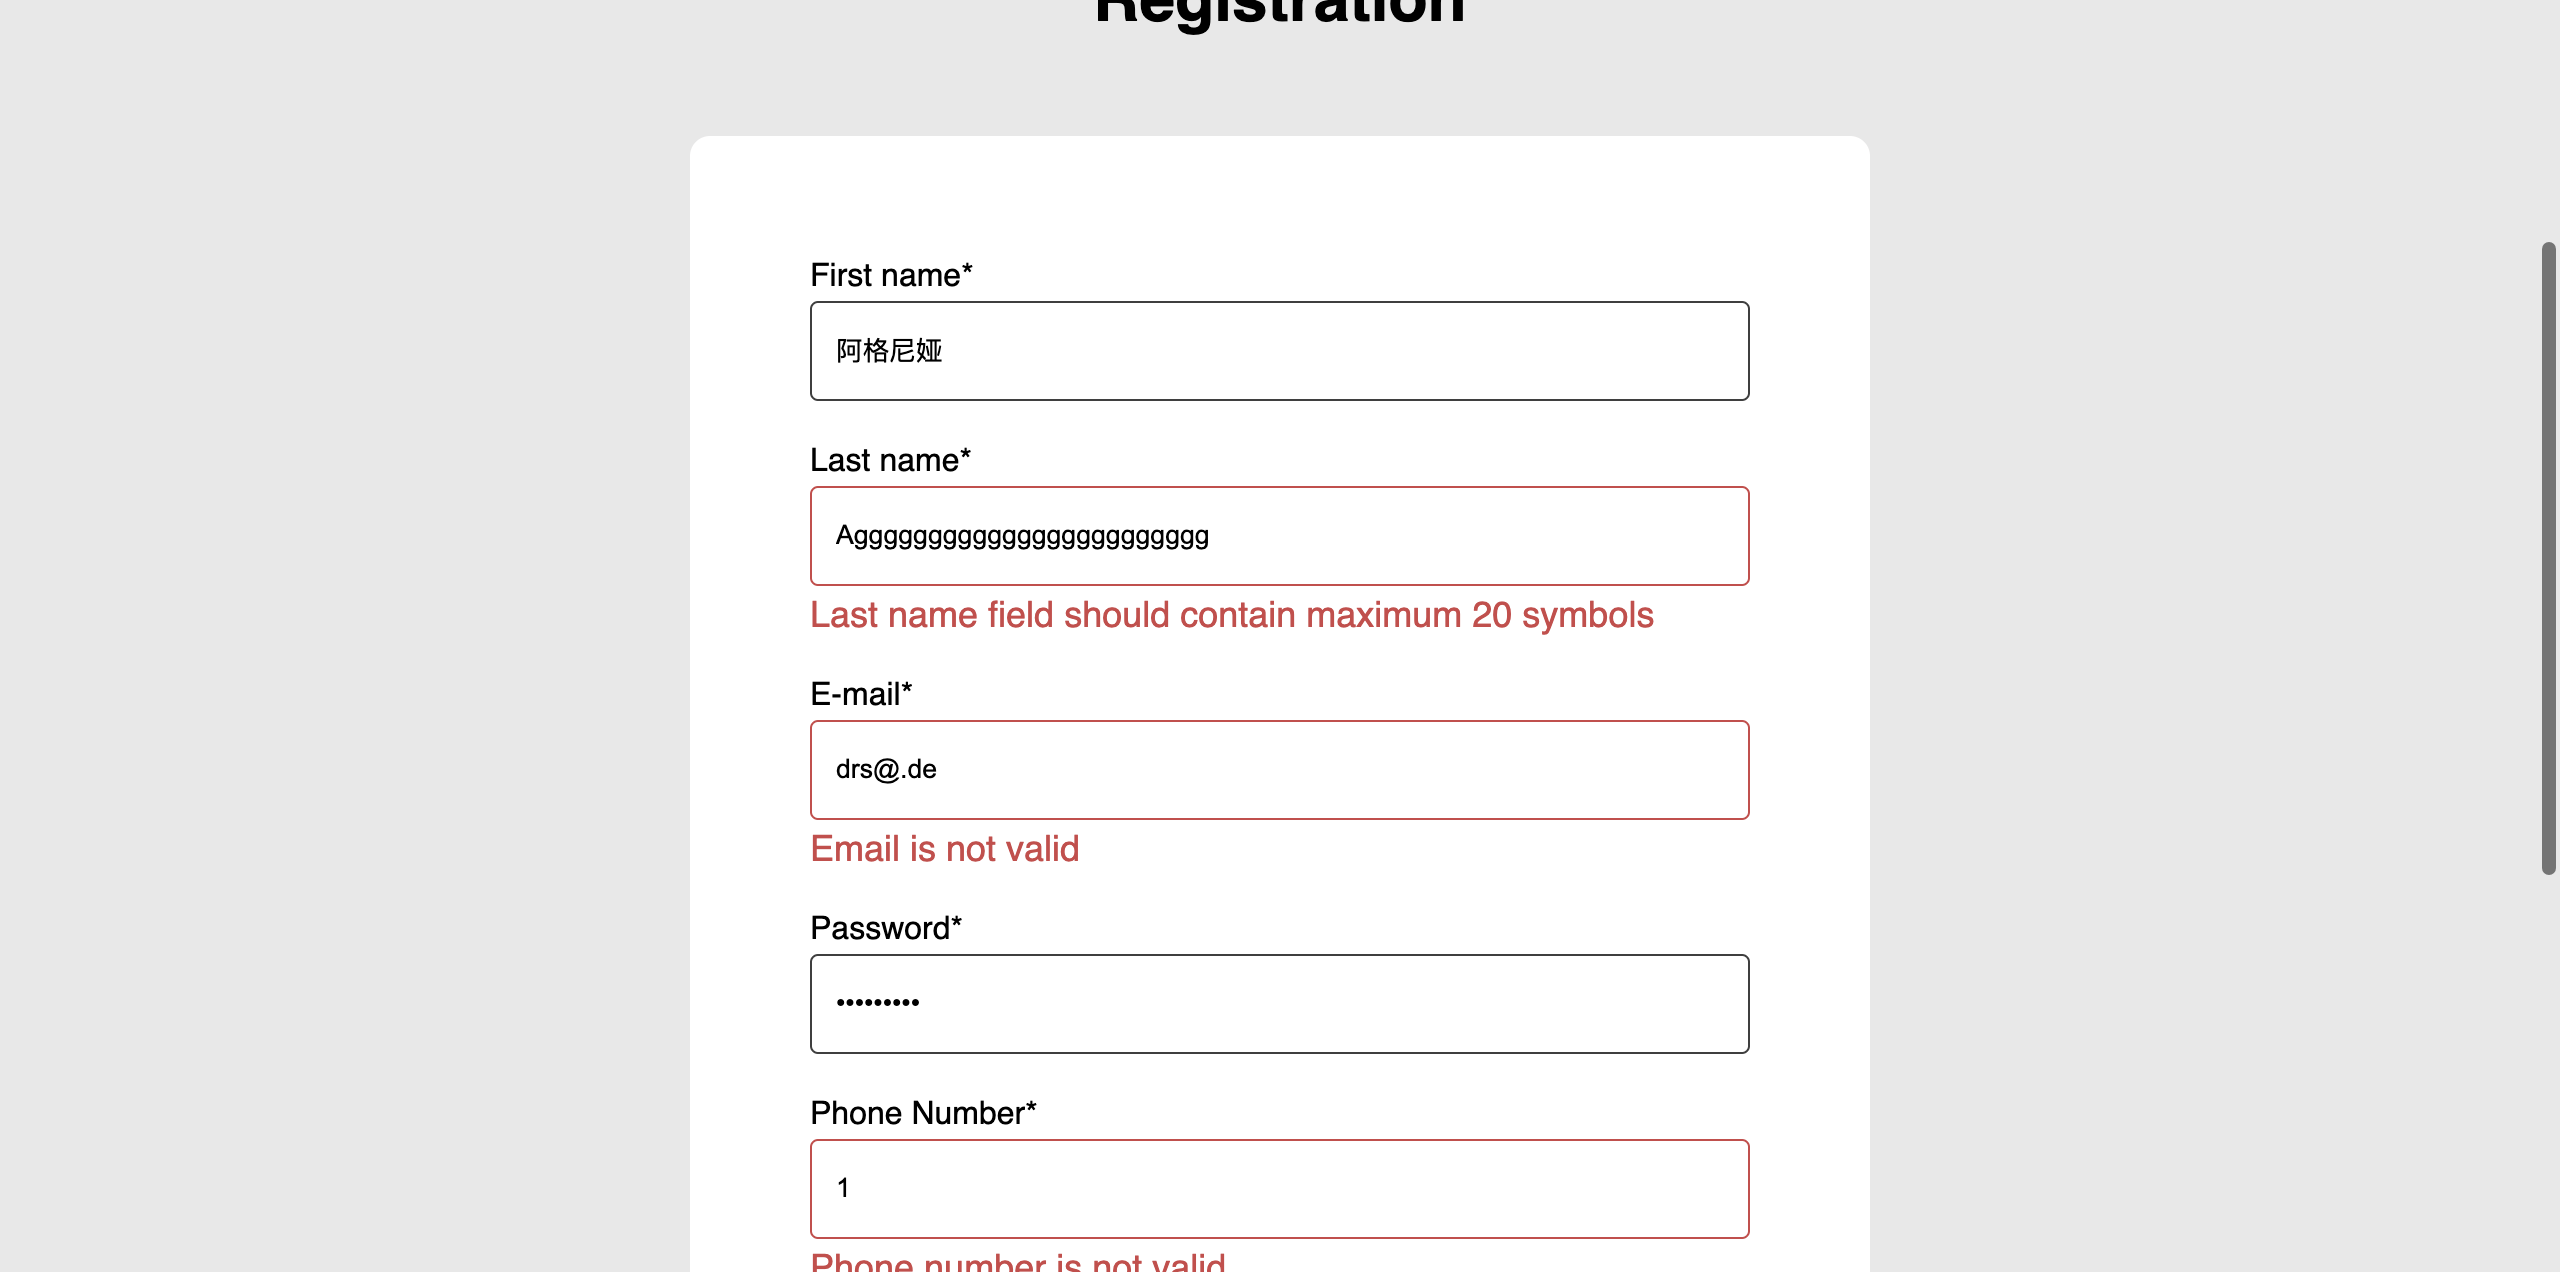 Registration
First name*
阿格尼娅
Last name*
Agggggggggggggggggggggggg
Last name field should contain maximum 20 symbols
E-mail*
drs@.de
Email is not valid
Password*
•••••••••
Phone Number*
1
Phone number is not valid